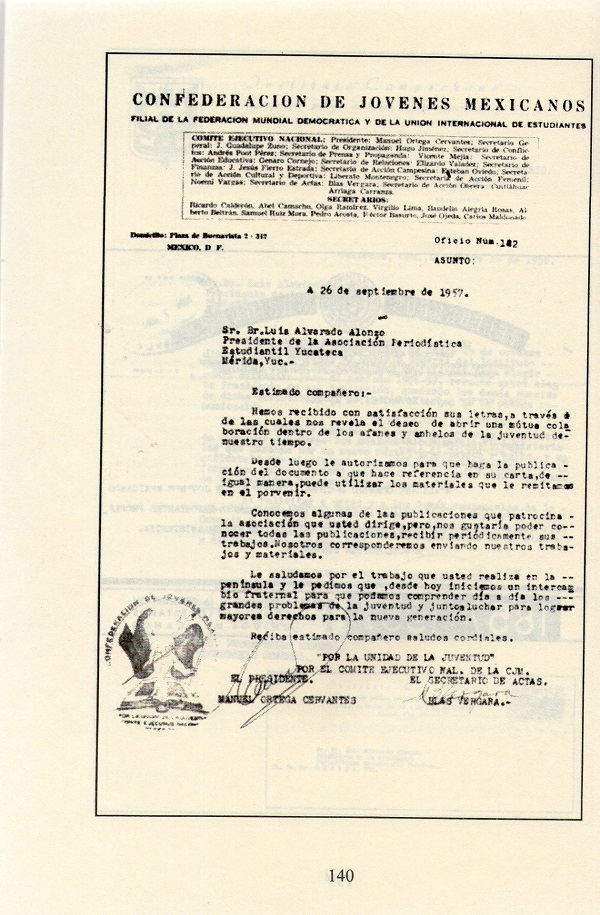 CONFEDERACION DE JOVENES MEXICANOS
FILIAL DE LA FEDERACION MUNDIAL DEMOCRATICA Y DE LA UNION INTERNACIONAL DE ESTUDIANTES
COMITE EJECUTIVO NACIONAL: Presidente: Manuel Ortega Cervantes; Secretario Ge-
neral: J. Guadalupe Zuno; Secretario de Organización: Hugo Jiménez, Secretario de Conflic-
tos: Andrés Poot Pérez; Secretario de Prensa y Propaganda: Vicente Mejía: Secretario de
Acción Educativa: Genaro Cornejo; Secretario de Relaciones: Elizardo Valadez; Secretario de
Finanzas: J. Jesús Fierro Estrada; Secretario de Acción Campesina: Esteban Oviedo; Secreta-
rio de Acción Cultural y Deportiva: Liberato Montenegro; Secretaria de Acción Femenil:
Noemí Vargas; Secretario de Actas: Blas Vergara; Secretario de Acción Obrera: Cuitláhuac
Arriaga Carranza.
SECRETARIOS:
Ricardo Calderón, Abel Camacho, Olga Ramírez, Virgilio Lima, Baudelio Alegría Rosas, Al
berto Beltrán, Samuel Ruiz Mora, Pedro Acosta, Héctor Basurto, José Ojeda, Carlos Maldonado
Domicilio: Plaza de Buenavista 2 - 312
MEXICO, D F.
Oficio Núm. 182
ASUNTO:
A 26 de septiembre de 1957.
Sr. Br.Luis Alvarado Alonzo
Presidente de la Asociación Periodística
Estudiantil Yucateca
Mérida,Yuc.-
Estimado compañero:-
Hemos recibido con satisfacción sus letras,a través
de las cuales nos revela el deseo de abrir una mútua cola
boración dentro de los afanes y anhelos de la juventud de-
nuestro tiempo.
Desde luego le autorizamos para que haga la publica -
ción del documento a que hace referencia en su carta,de --
igual manera,puede utilizar los materiales que le remitamos
en el porvenir.
Conocemos algunas de las publicaciones que patrocina -
la asociación que usted dirige,pero,nos gustaría poder co--
nocer todas las publicaciones,recibir periódicamente sus --
trabajos.Nosotros corresponderemos enviando nuestros traba-
jos y materiales.
Le saludamos por el trabajo que usted realiza en la --
península y le pedimos que ,desde hoy iniciemos un intercam
bio fraternal para que podamos comprender día a día los ---
grandes problemas de la juventud y juntos luchar para lograr
mayores derechos para la nueva generación.
Reciba estimado compañero saludos cordiales.
"POR LA UNIDAD DE LA JUVENTUD"
POR EL COMITE EJECUTIVO NAL. DE LA CJM.
EL PRESIDENTE. EL SECRETARIO DE ACTAS.
MANUEL ORTEGA CERVANTES BLAS VERGARA.-
CONFEDERACION DE JOVENES
POR LA UNIDAD DE LA JUVENTUD
COMITE EJECUTIVO NACIONAL
140